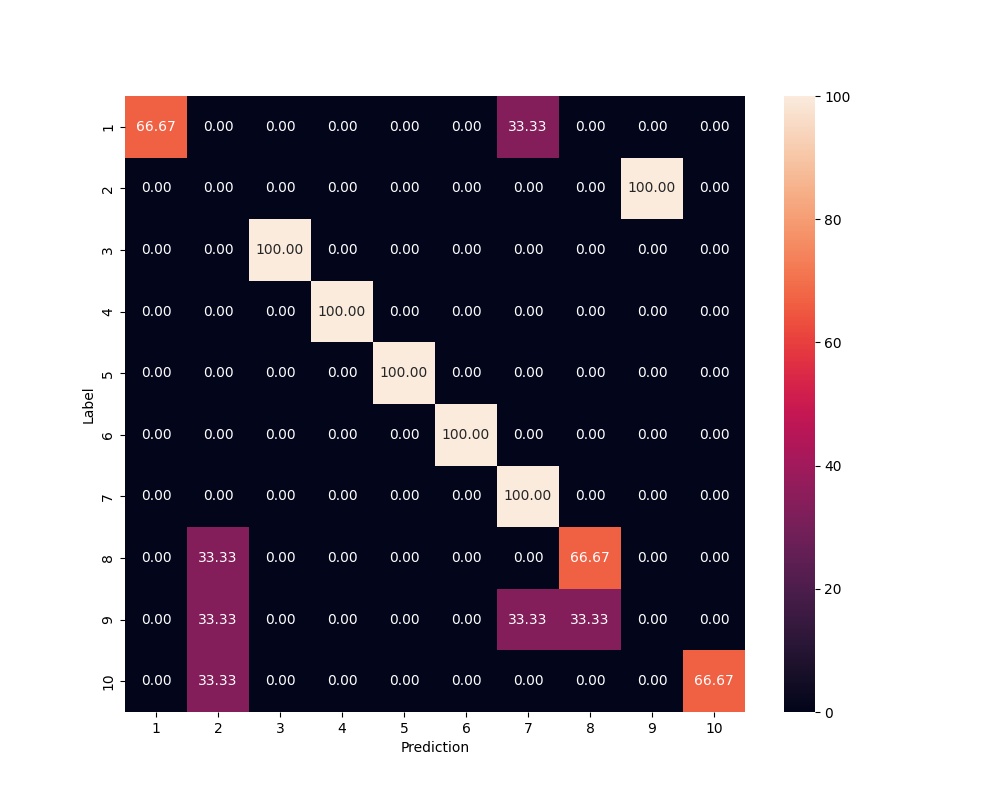 1 66.67 0.00 0.00 0.00 0.00 0.00 33.33 0.00 0.00 0.00
2 0.00 0.00 0.00 0.00 0.00 0.00 0.00 0.00 100.00 0.00
3 0.00 0.00 100.00 0.00 0.00 0.00 0.00 0.00 0.00 0.00
4 0.00 0.00 0.00 100.00 0.00 0.00 0.00 0.00 0.00 0.00
5 0.00 0.00 0.00 0.00 100.00 0.00 0.00 0.00 0.00 0.00
6 0.00 0.00 0.00 0.00 0.00 100.00 0.00 0.00 0.00 0.00
7 0.00 0.00 0.00 0.00 0.00 0.00 100.00 0.00 0.00 0.00
8 0.00 33.33 0.00 0.00 0.00 0.00 0.00 66.67 0.00 0.00
9 0.00 33.33 0.00 0.00 0.00 0.00 33.33 33.33 0.00 0.00
10 0.00 33.33 0.00 0.00 0.00 0.00 0.00 0.00 0.00 66.67
1 2 3 4 5 6 7 8 9 10
Prediction
Label
100
80
60
40
20
0